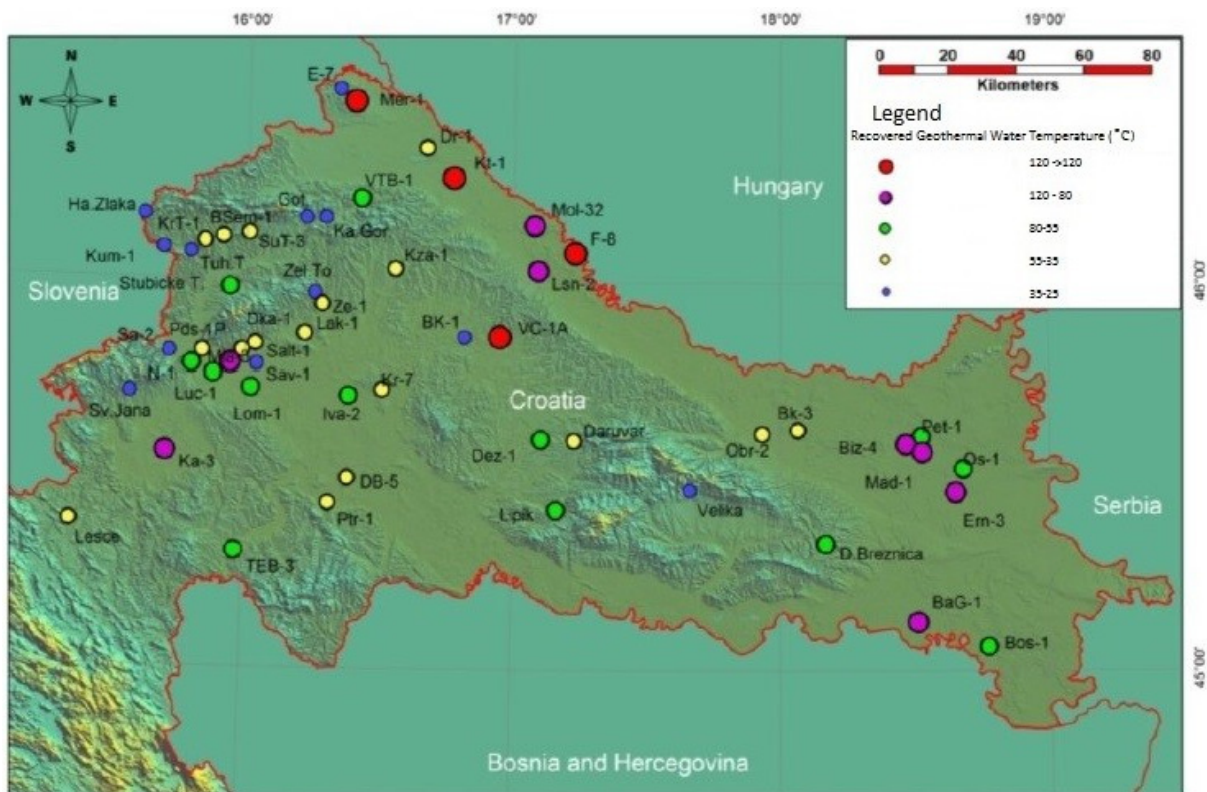 16°00' 17°00' 18°00' 19°00'
N
W E
S
0 20 40 60 80
Kilometers
Legend
Recovered Geothermal Water Temperature (°C)
120 ->120
120 - 80
80-55
55-35
35-25
E-7
Mer-1
Dr-1
Kt-1
Hungary
VTB-1
Ha.Zlaka
KrT-1
BSem-1
Got
Ka.Gor
Mol-32
SuT-3
F-8
Kum-1
Tuh.T
Kza-1
Lsn-2
46°00'
Slovenia
Stubicke T.
Zel To
Ze-1
Dka-1
Lak-1
BK-1
VC-1A
Sa-2
Pds-1P
Salt-1
N-1
Sav-1
Luc-1
Lom-1
Sv.Jana
Iva-2
Kr-7
Croatia
Bk-3
Daruvar
Obr-2
Pet-1
Dez-1
Biz-4
Ka-3
Os-1
Mad-1
DB-5
Ptr-1
Lipik
Velika
Ern-3
Serbia
Lesce
TEB-3
D.Breznica
BaG-1
Bos-1
45°00'
Bosnia and Hercegovina